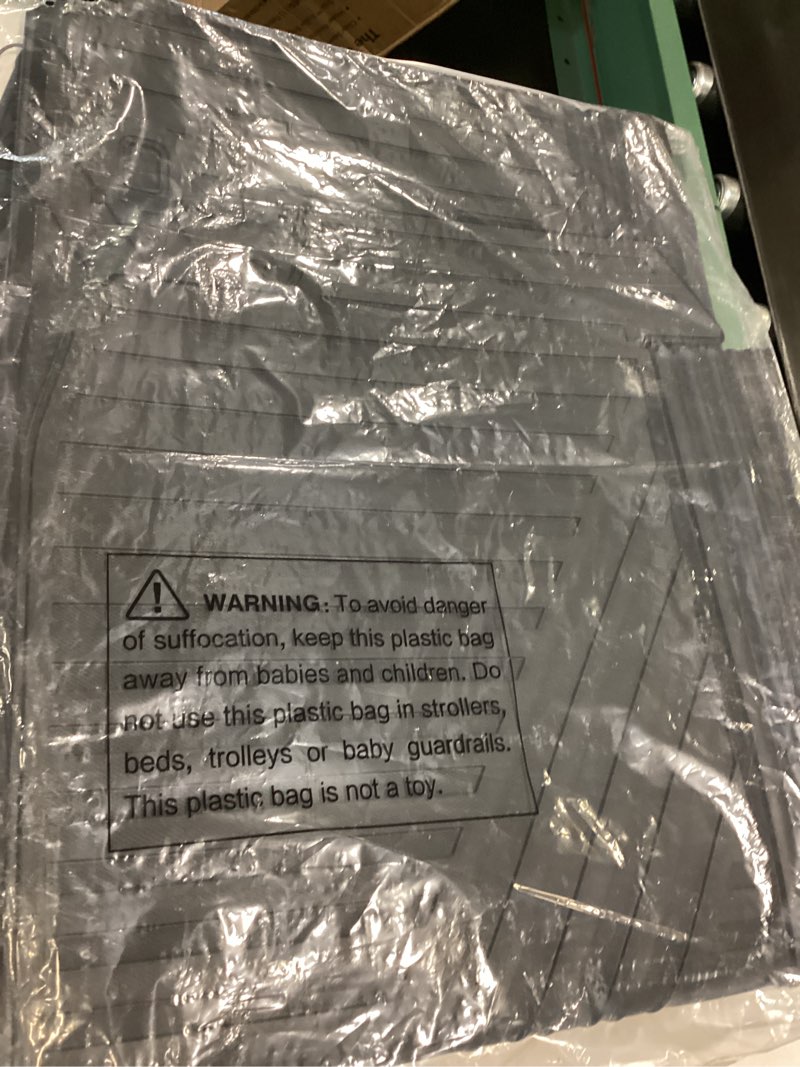 The
WARNING: To avoid danger
of suffocation, keep this plastic bag
away from babies and children. Do
not use this plastic bag in strollers,
beds, trolleys or baby guardrails.
This plastic bag is not a toy.